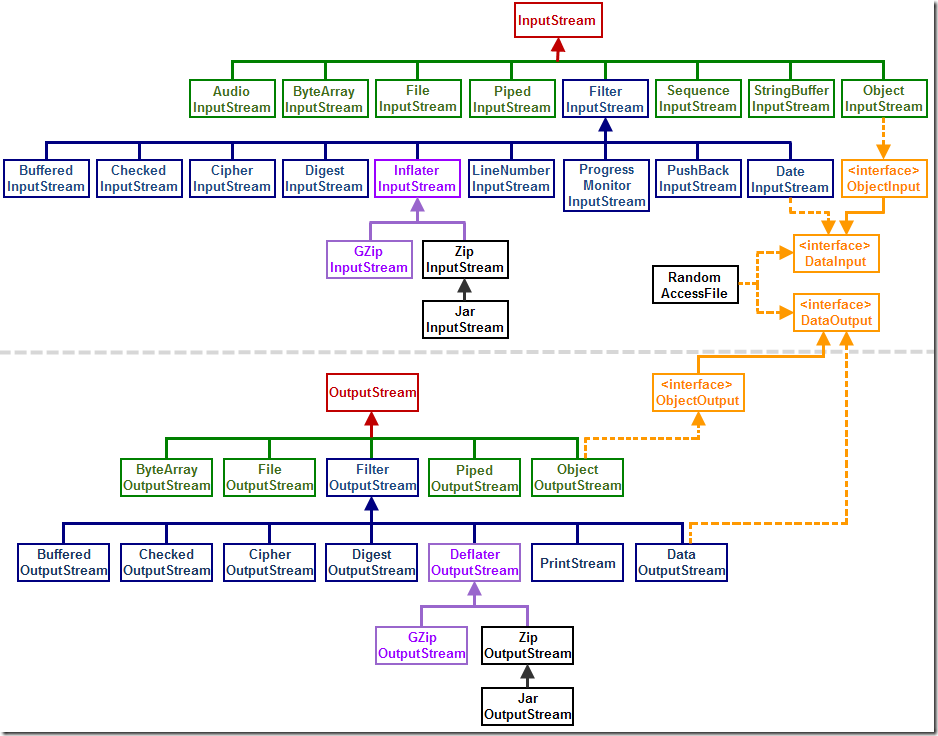 InputStream
Audio
InputStream
ByteArray
InputStream
File
InputStream
Piped
InputStream
Filter
InputStream
Sequence
InputStream
StringBuffer
InputStream
Object
InputStream
Buffered
InputStream
Checked
InputStream
Cipher
InputStream
Digest
InputStream
Inflater
InputStream
LineNumber
InputStream
Progress
Monitor
InputStream
PushBack
InputStream
Date
InputStream
<interface>
ObjectInput
GZip
InputStream
Zip
InputStream
<interface>
DataInput
Random
AccessFile
<interface>
DataOutput
Jar
InputStream
OutputStream
<interface>
ObjectOutput
ByteArray
OutputStream
File
OutputStream
Filter
OutputStream
Piped
OutputStream
Object
OutputStream
Buffered
OutputStream
Checked
OutputStream
Cipher
OutputStream
Digest
OutputStream
Deflater
OutputStream
PrintStream
Data
OutputStream
GZip
OutputStream
Zip
OutputStream
Jar
OutputStream